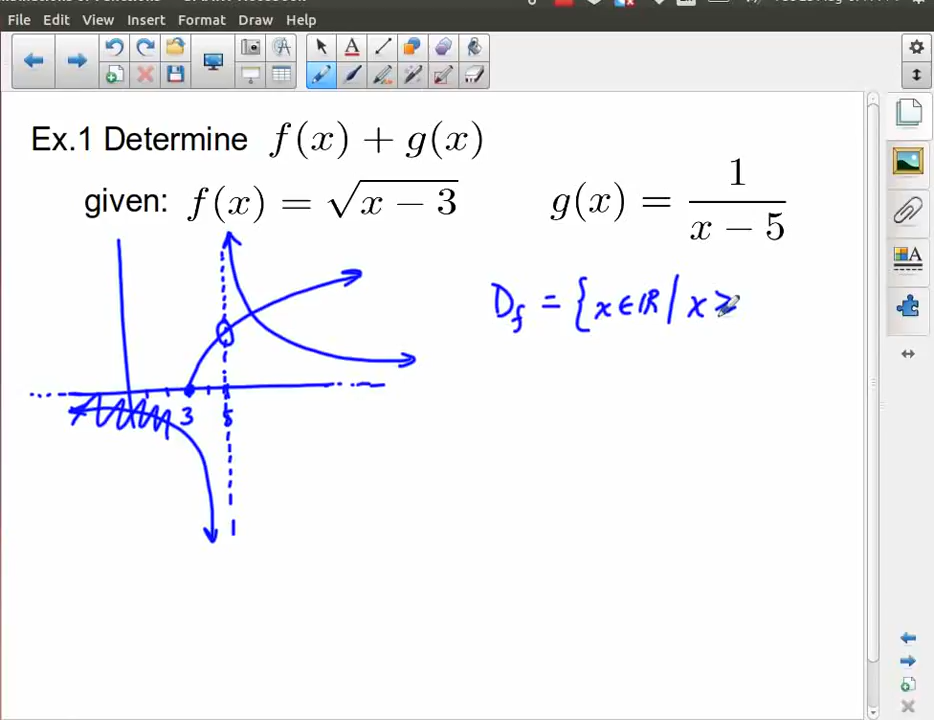 File Edit View Insert Format Draw Help
Ex.1 Determine f(x) + g(x)
given: f(x) = √(x − 3) g(x) = 1/(x − 5)
D_f = {x ∈ ℝ | x ≥
3 5